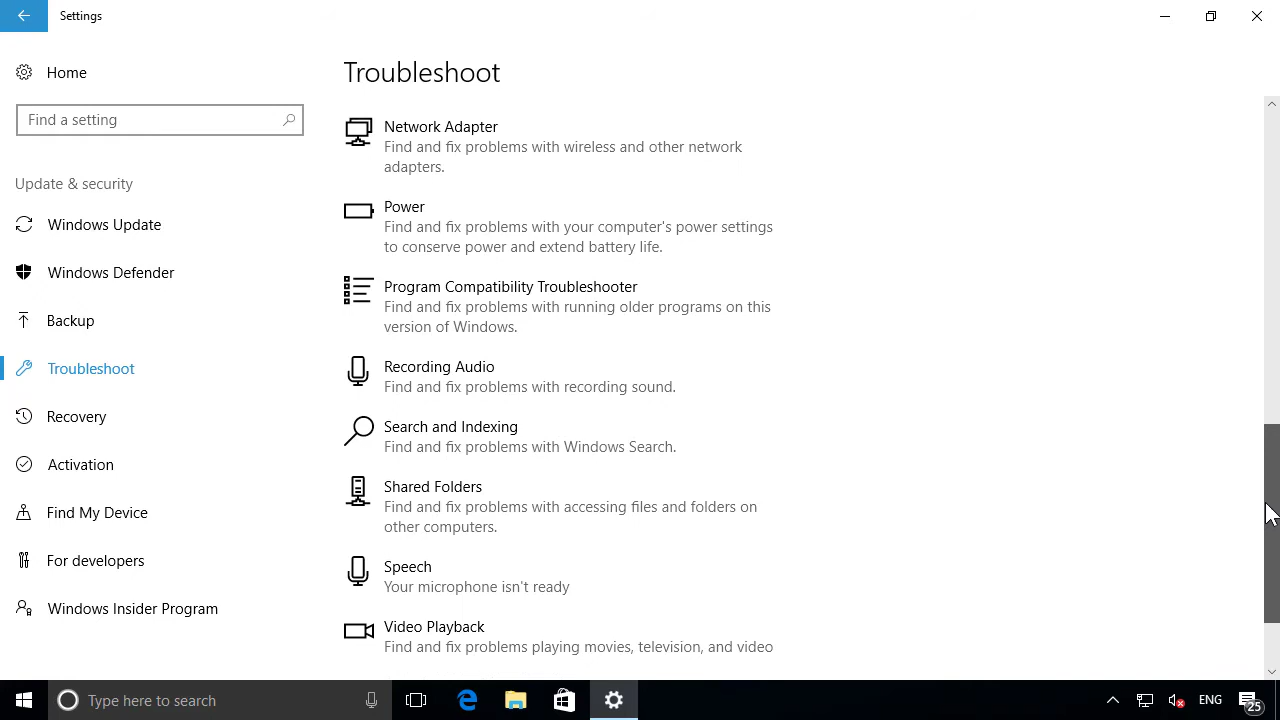 Settings
Home
Find a setting
Update & security
Windows Update
Windows Defender
Backup
Troubleshoot
Recovery
Activation
Find My Device
For developers
Windows Insider Program
Troubleshoot
Network Adapter
Find and fix problems with wireless and other network
adapters.
Power
Find and fix problems with your computer's power settings
to conserve power and extend battery life.
Program Compatibility Troubleshooter
Find and fix problems with running older programs on this
version of Windows.
Recording Audio
Find and fix problems with recording sound.
Search and Indexing
Find and fix problems with Windows Search.
Shared Folders
Find and fix problems with accessing files and folders on
other computers.
Speech
Your microphone isn't ready
Video Playback
Find and fix problems playing movies, television, and video
Type here to search
ENG
25